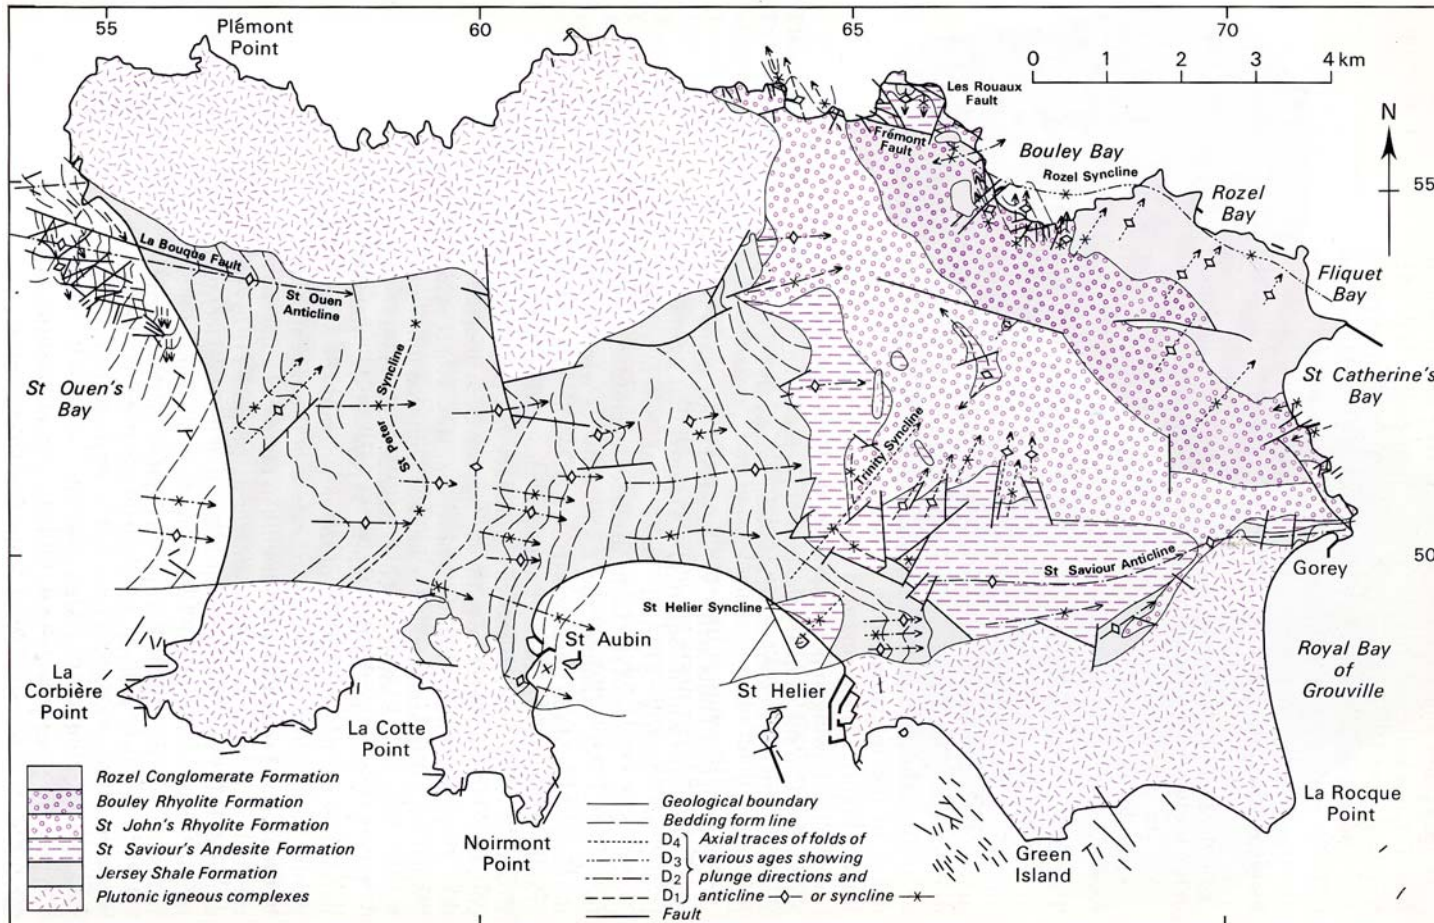 55
60
65
70
Plémont
Point
0 1 2 3 4 km
Les Rouaux
Fault
N
Frémont
Fault
Bouley Bay
Rozel Syncline
Rozel
Bay
55
La Bouque Fault
St Ouen
Anticline
Fliquet
Bay
St Ouen's
Bay
St Peter Syncline
St Catherine's
Bay
Trinity Syncline
St Saviour Anticline
50
Gorey
St Helier Syncline
St Aubin
La
Corbière
Point
St Helier
Royal Bay
of
Grouville
La Cotte
Point
Noirmont
Point
Green
Island
La Rocque
Point
Rozel Conglomerate Formation
Bouley Rhyolite Formation
St John's Rhyolite Formation
St Saviour's Andesite Formation
Jersey Shale Formation
Plutonic igneous complexes
Geological boundary
Bedding form line
D4 Axial traces of folds of
D3 various ages showing
D2 plunge directions and
D1 anticline or syncline
Fault